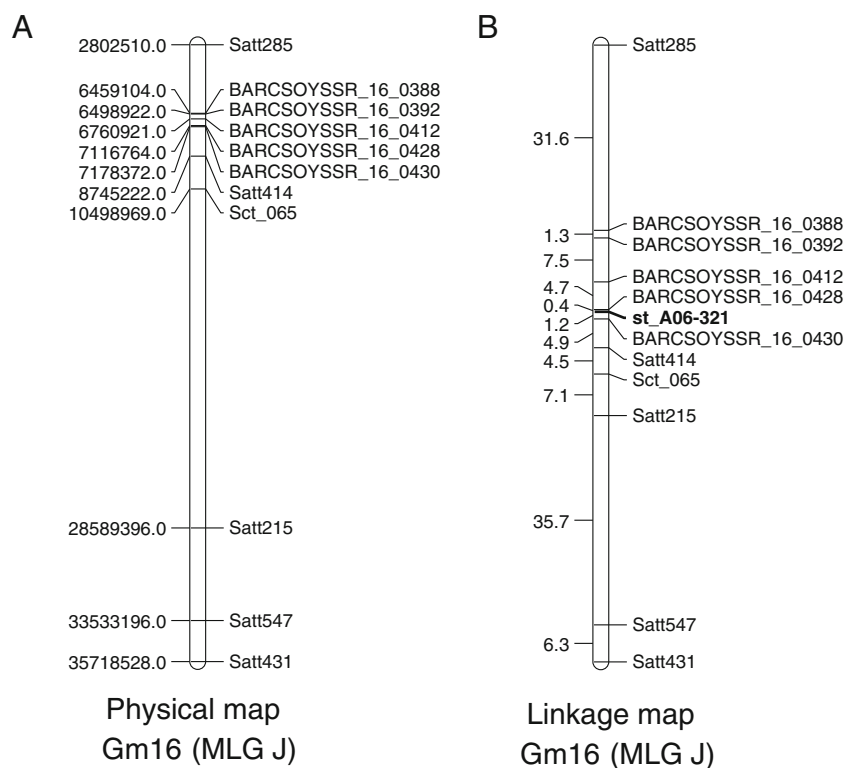 A
2802510.0 Satt285
6459104.0 BARCSOYSSR_16_0388
6498922.0 BARCSOYSSR_16_0392
6760921.0 BARCSOYSSR_16_0412
7116764.0 BARCSOYSSR_16_0428
7178372.0 BARCSOYSSR_16_0430
8745222.0 Satt414
10498969.0 Sct_065
28589396.0 Satt215
33533196.0 Satt547
35718528.0 Satt431
Physical map
Gm16 (MLG J)
B
Satt285
31.6
BARCSOYSSR_16_0388
1.3
BARCSOYSSR_16_0392
7.5
BARCSOYSSR_16_0412
4.7
BARCSOYSSR_16_0428
0.4
st_A06-321
1.2
BARCSOYSSR_16_0430
4.9
Satt414
4.5
Sct_065
7.1
Satt215
35.7
Satt547
6.3
Satt431
Linkage map
Gm16 (MLG J)